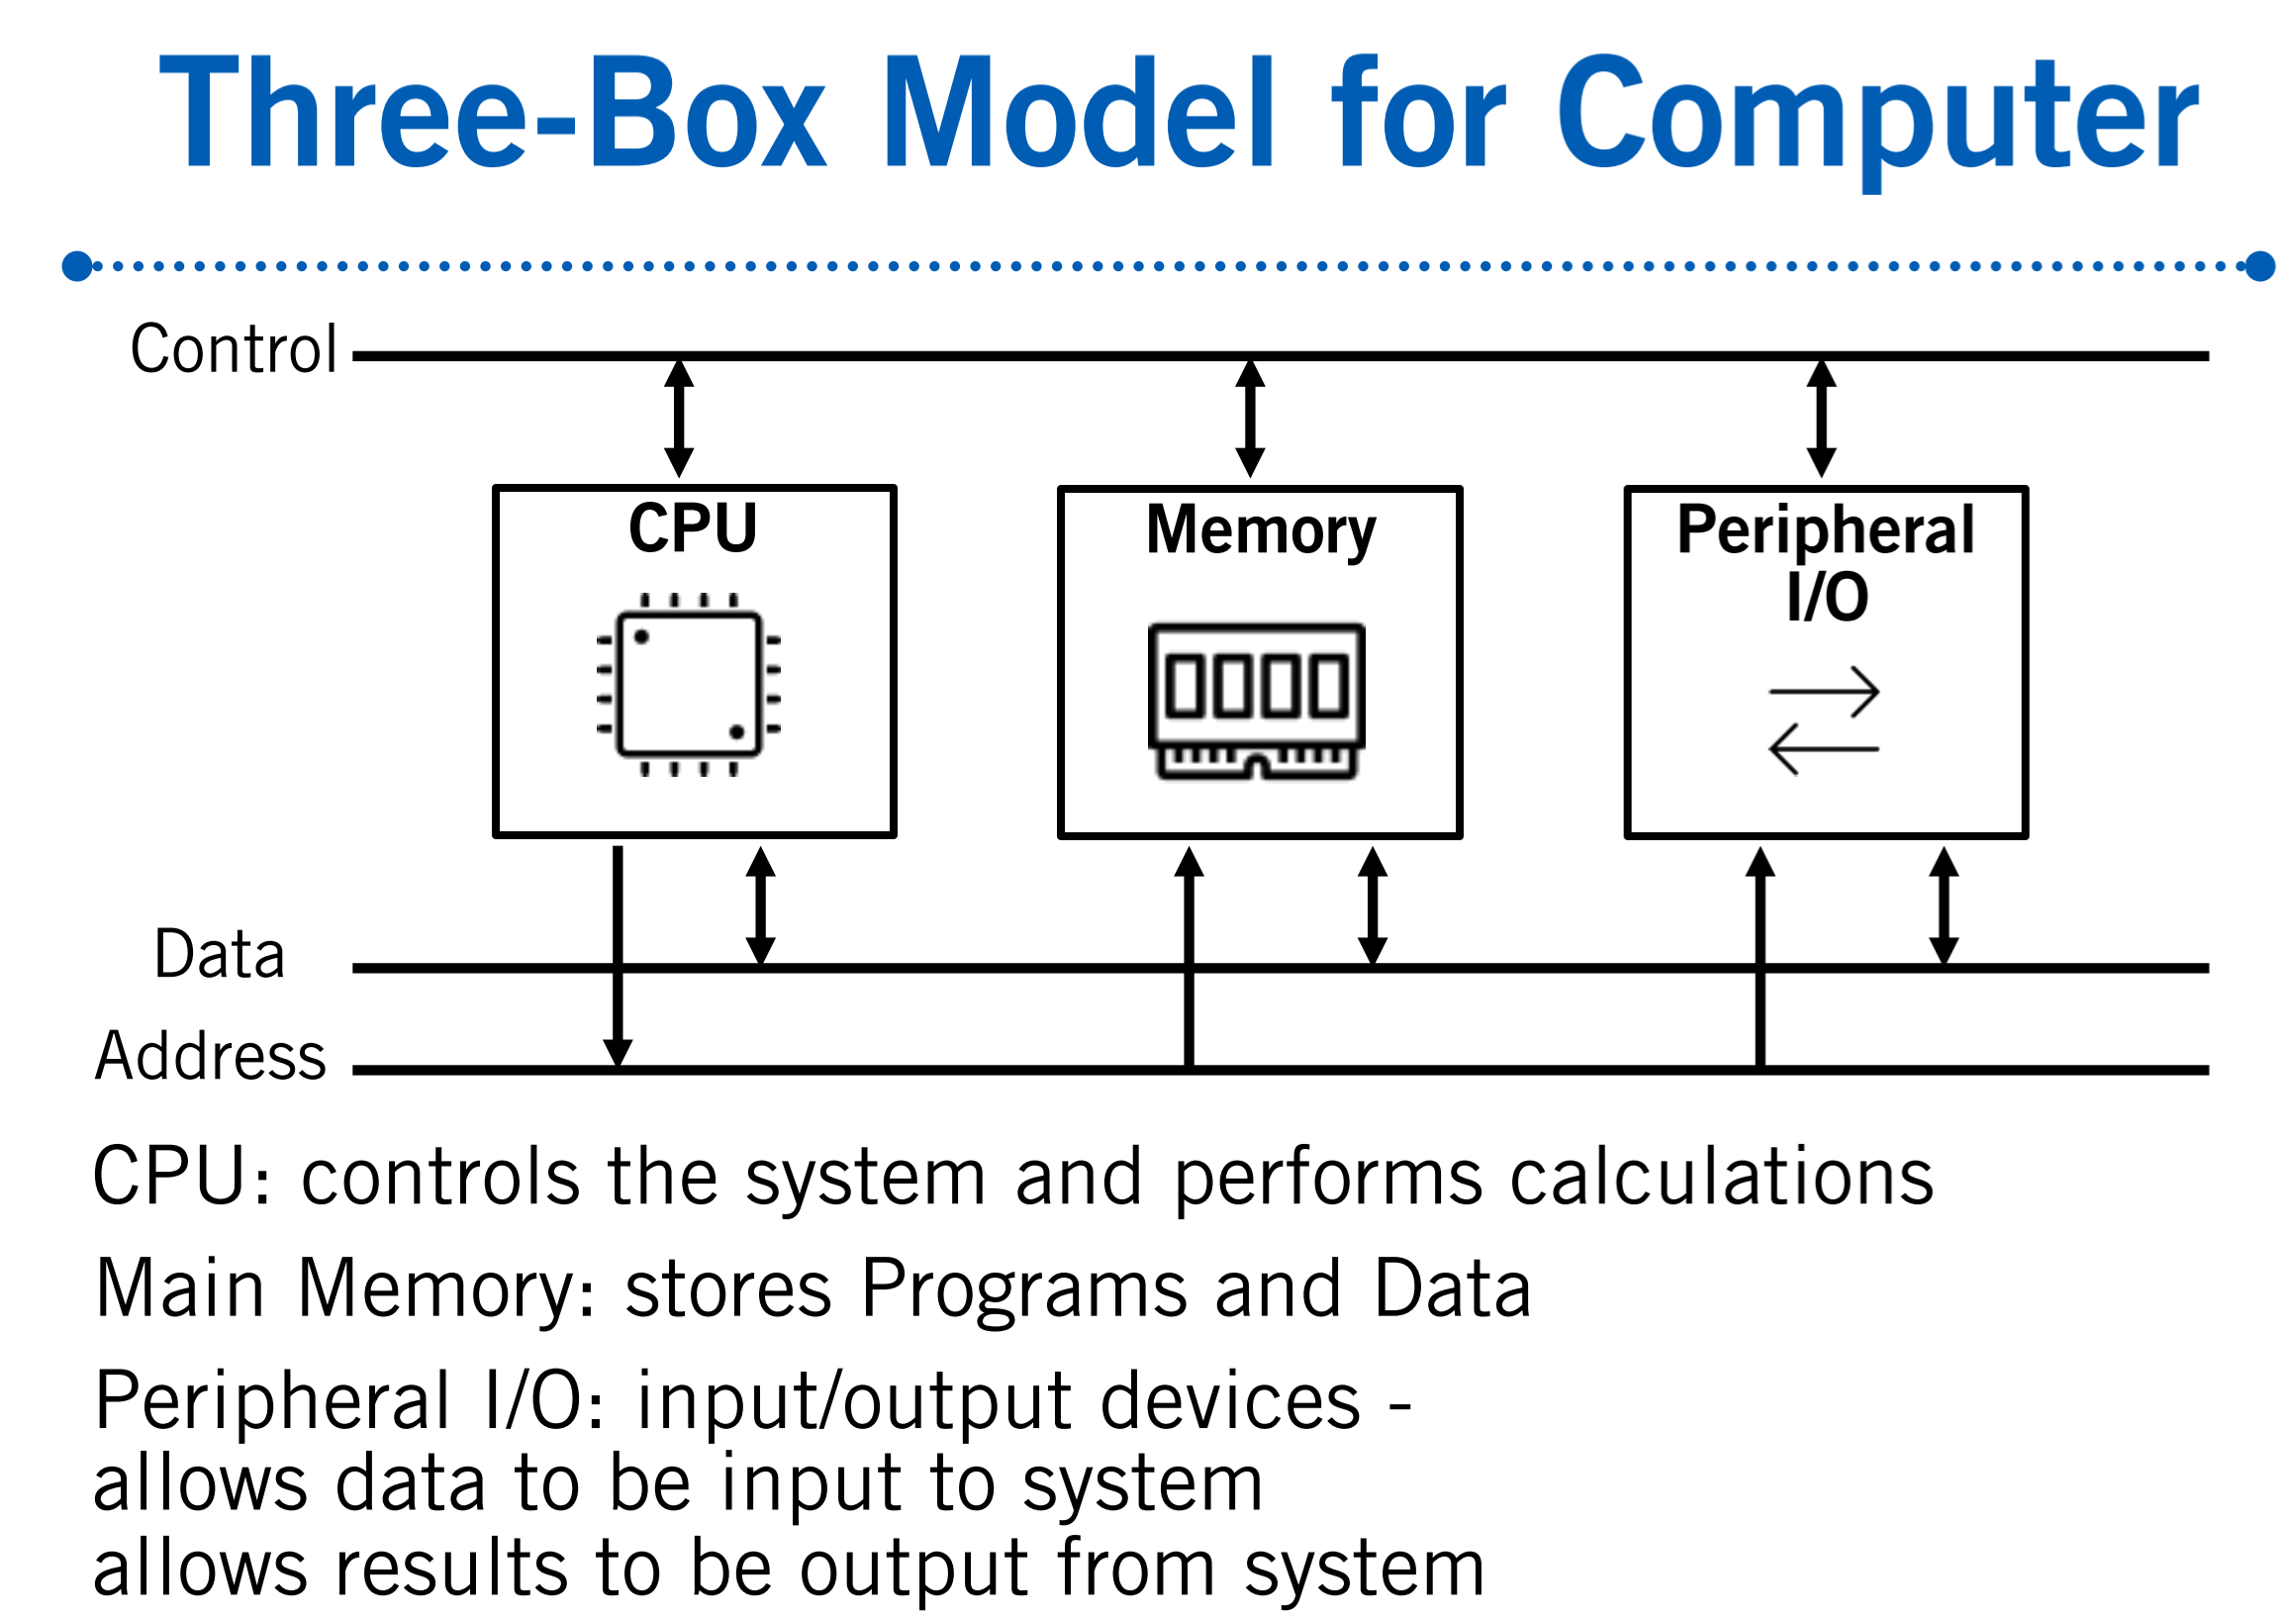 Three-Box Model for Computer
Control
CPU
Memory
Peripheral
I/O
Data
Address
CPU: controls the system and performs calculations
Main Memory: stores Programs and Data
Peripheral I/O: input/output devices -
allows data to be input to system
allows results to be output from system